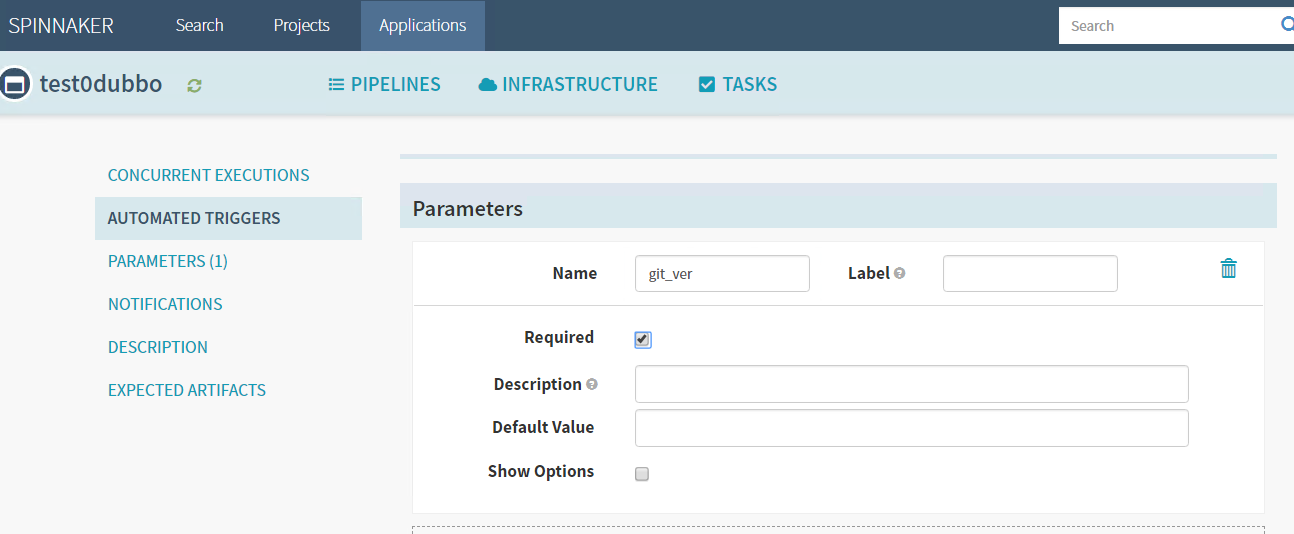 SPINNAKER Search Projects Applications Search
test0dubbo PIPELINES INFRASTRUCTURE TASKS
CONCURRENT EXECUTIONS
AUTOMATED TRIGGERS
PARAMETERS (1)
NOTIFICATIONS
DESCRIPTION
EXPECTED ARTIFACTS
Parameters
Name git_ver Label ?
Required
Description ?
Default Value
Show Options